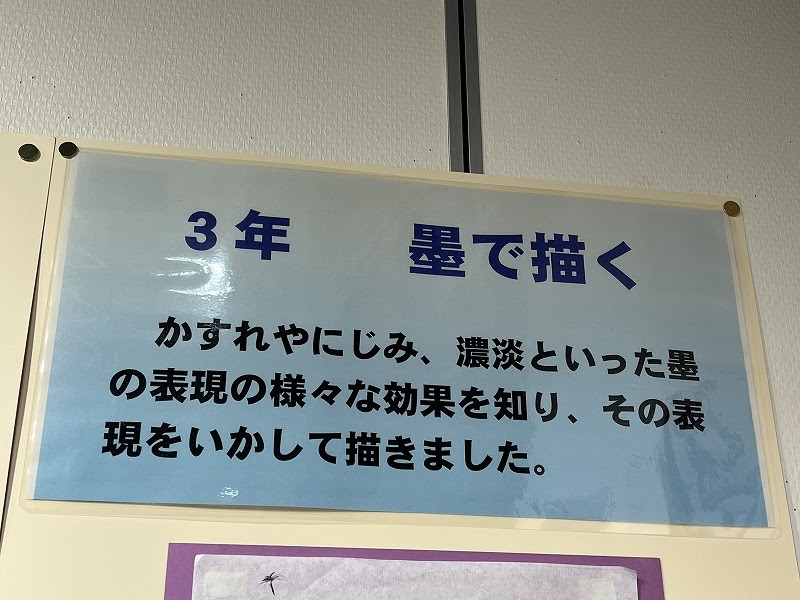 ３年　　墨で描く
かすれやにじみ、濃淡といった墨
の表現の様々な効果を知り、その表
現をいかして描きました。